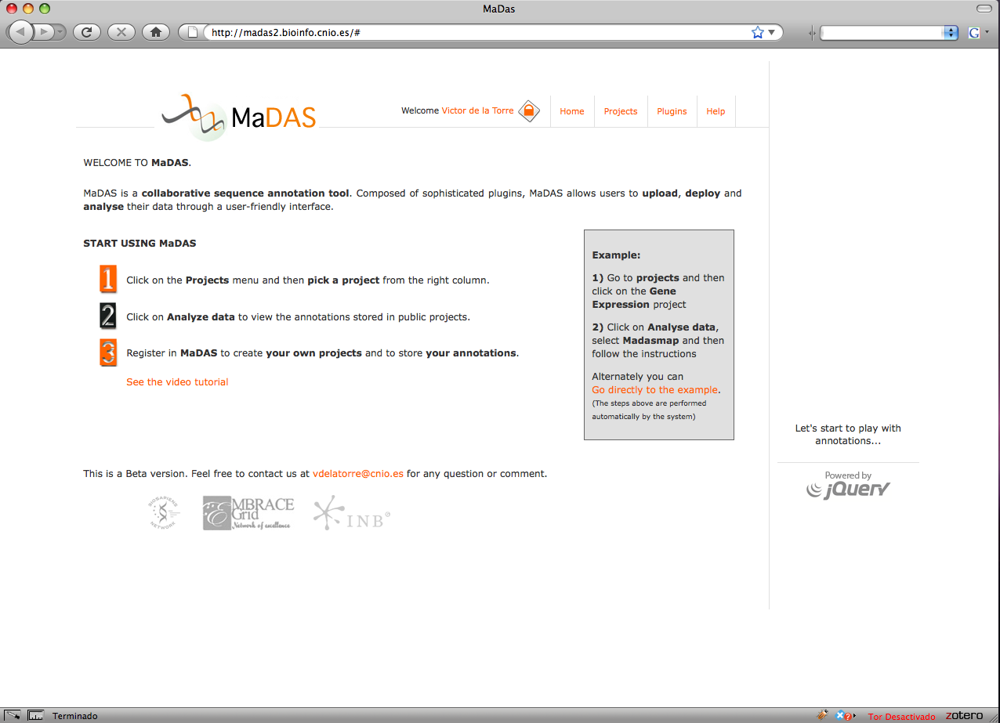 MaDas
http://madas2.bioinfo.cnio.es/#
G
MaDAS
Welcome Victor de la Torre
Home
Projects
Plugins
Help
WELCOME TO MaDAS.
MaDAS is a collaborative sequence annotation tool. Composed of sophisticated plugins, MaDAS allows users to upload, deploy and
analyse their data through a user-friendly interface.
START USING MaDAS
1 Click on the Projects menu and then pick a project from the right column.
2 Click on Analyze data to view the annotations stored in public projects.
3 Register in MaDAS to create your own projects and to store your annotations.
See the video tutorial
Example:
1) Go to projects and then
click on the Gene
Expression project
2) Click on Analyse data,
select Madasmap and then
follow the instructions
Alternately you can
Go directly to the example.
(The steps above are performed
automatically by the system)
Let's start to play with
annotations...
Powered by
jQuery
This is a Beta version. Feel free to contact us at vdelatorre@cnio.es for any question or comment.
BIOSAPIENS
NETWORK
EMBRACE
Grid
Network of excellence
INB®
Terminado
Tor Desactivado
zotero